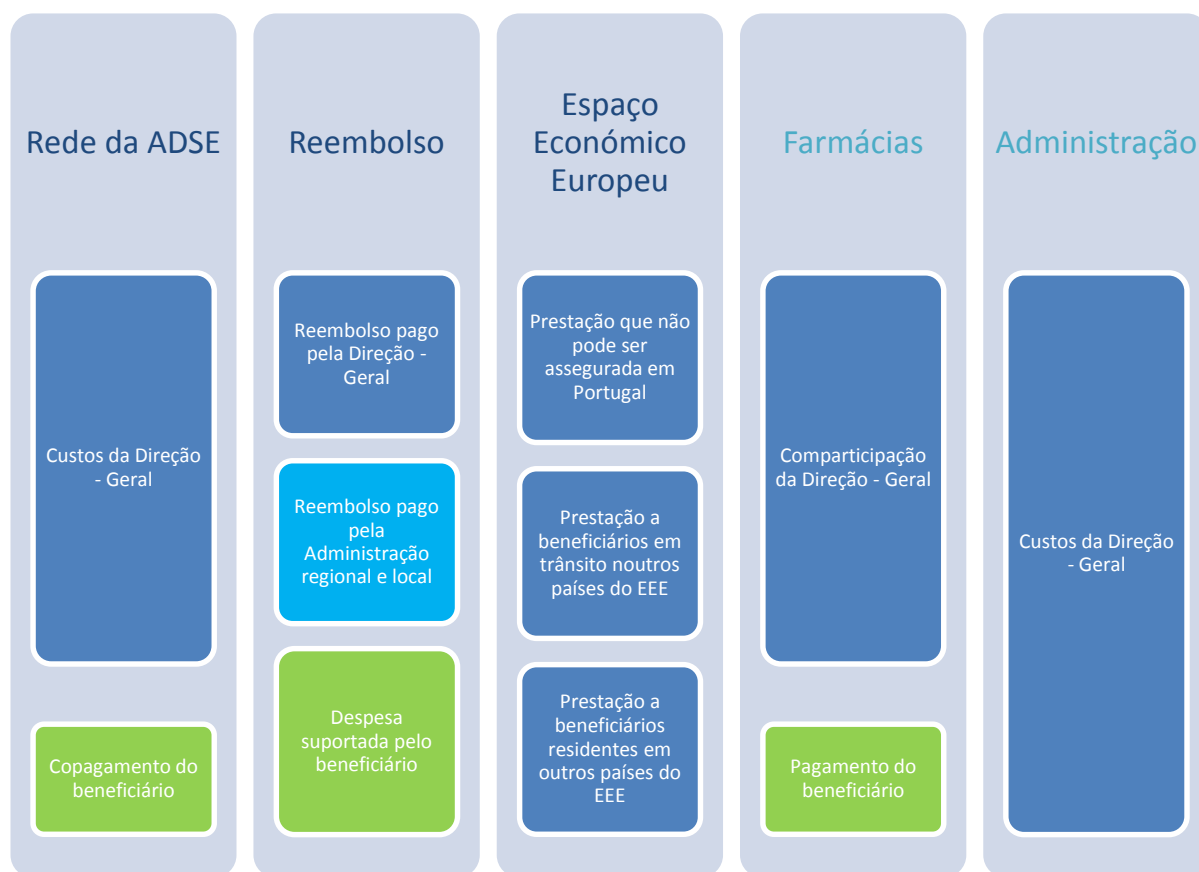 Rede da ADSE
Custos da Direção
- Geral
Copagamento do
beneficiário
Reembolso
Reembolso pago
pela Direção -
Geral
Reembolso pago
pela
Administração
regional e local
Despesa
suportada pelo
beneficiário
Espaço
Económico
Europeu
Prestação que não
pode ser
assegurada em
Portugal
Prestação a
beneficiários em
trânsito noutros
países do EEE
Prestação a
beneficiários
residentes em
outros países do
EEE
Farmácias
Comparticipação
da Direção - Geral
Pagamento do
beneficiário
Administração
Custos da Direção
- Geral